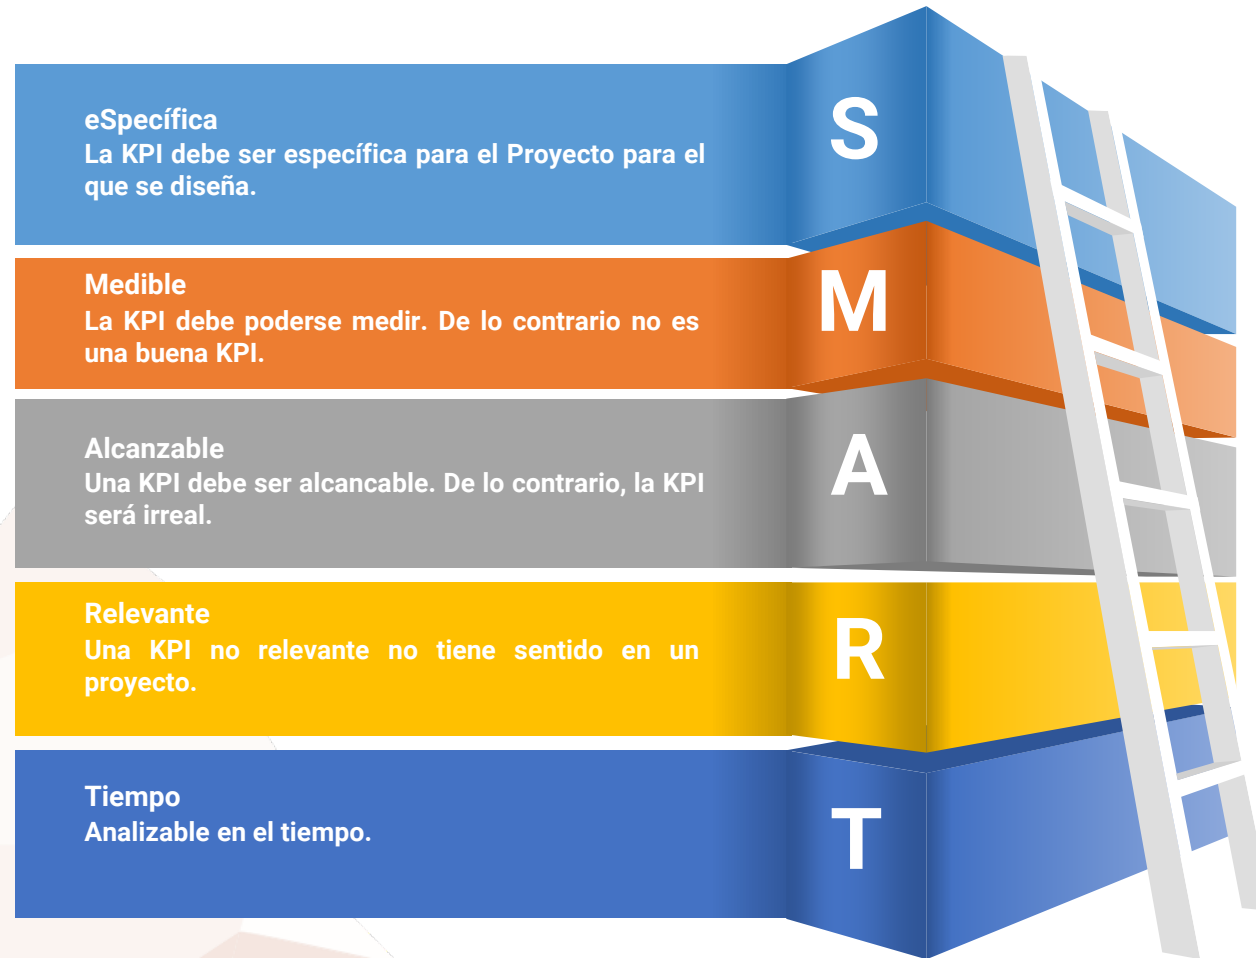 eSpecífica
La KPI debe ser específica para el Proyecto para el
que se diseña.
S
Medible
La KPI debe poderse medir. De lo contrario no es
una buena KPI.
M
Alcanzable
Una KPI debe ser alcancable. De lo contrario, la KPI
será irreal.
A
Relevante
Una KPI no relevante no tiene sentido en un
proyecto.
R
Tiempo
Analizable en el tiempo.
T